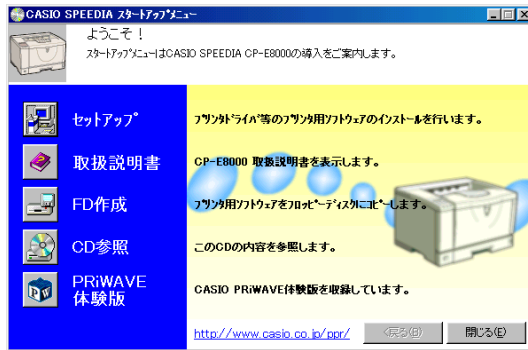 CASIO SPEEDIA ｽﾀｰﾄｱｯﾌﾟﾒﾆｭｰ
ようこそ！
ｽﾀｰﾄｱｯﾌﾟﾒﾆｭｰはCASIO SPEEDIA CP-E8000の導入をご案内します。
ｾｯﾄｱｯﾌﾟ
ﾌﾟﾘﾝﾀﾄﾞﾗｲﾊﾞ等のﾌﾟﾘﾝﾀ用ｿﾌﾄｳｪｱのｲﾝｽﾄｰﾙを行います。
取扱説明書
CP-E8000 取扱説明書を表示します。
FD作成
ﾌﾟﾘﾝﾀ用ｿﾌﾄｳｪｱをﾌﾛｯﾋﾟｰﾃﾞｨｽｸにｺﾋﾟｰします。
CD参照
このCDの内容を参照します。
PRiWAVE
体験版
CASIO PRiWAVE体験版を収録しています。
http://www.casio.co.jp/ppr/
<戻る(B)
閉じる(E)